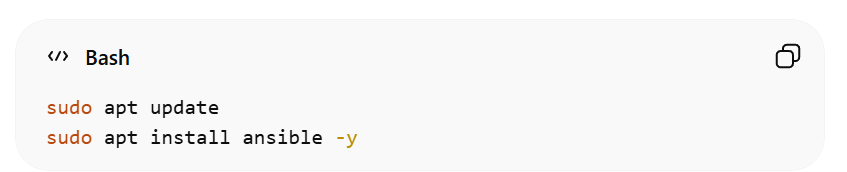 </> Bash
sudo apt update
sudo apt install ansible -y